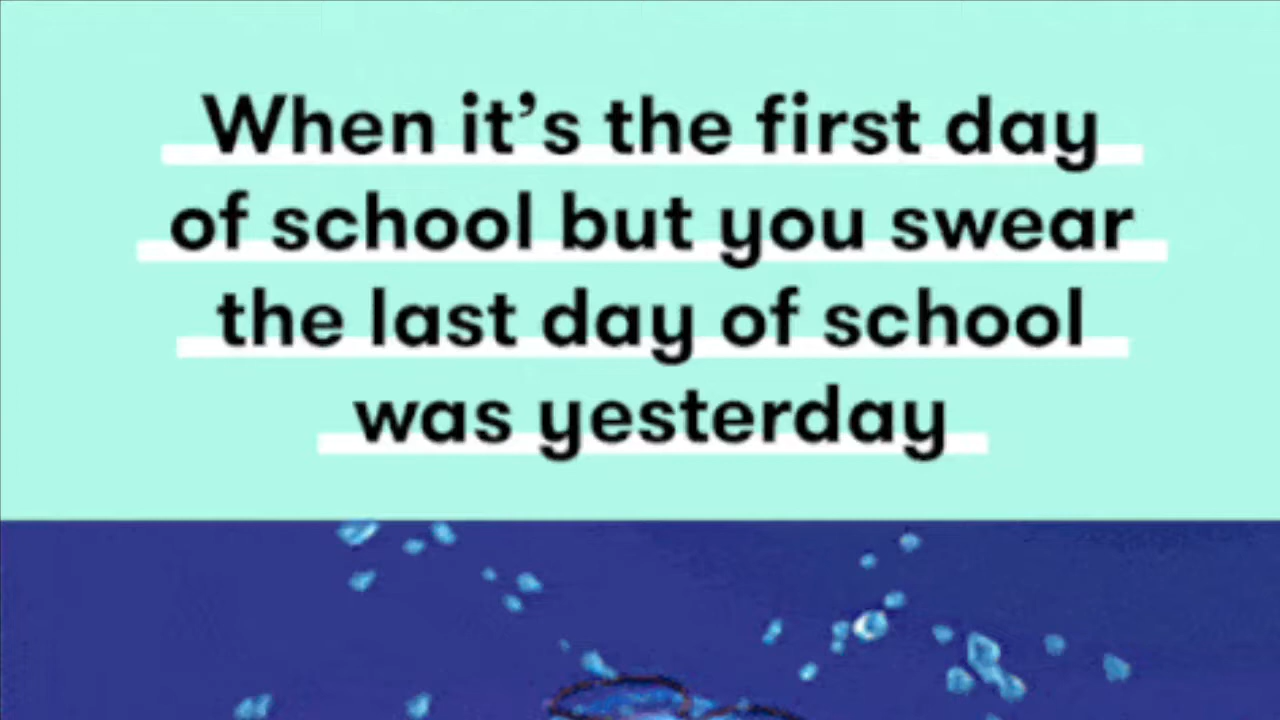 When it’s the first day
of school but you swear
the last day of school
was yesterday